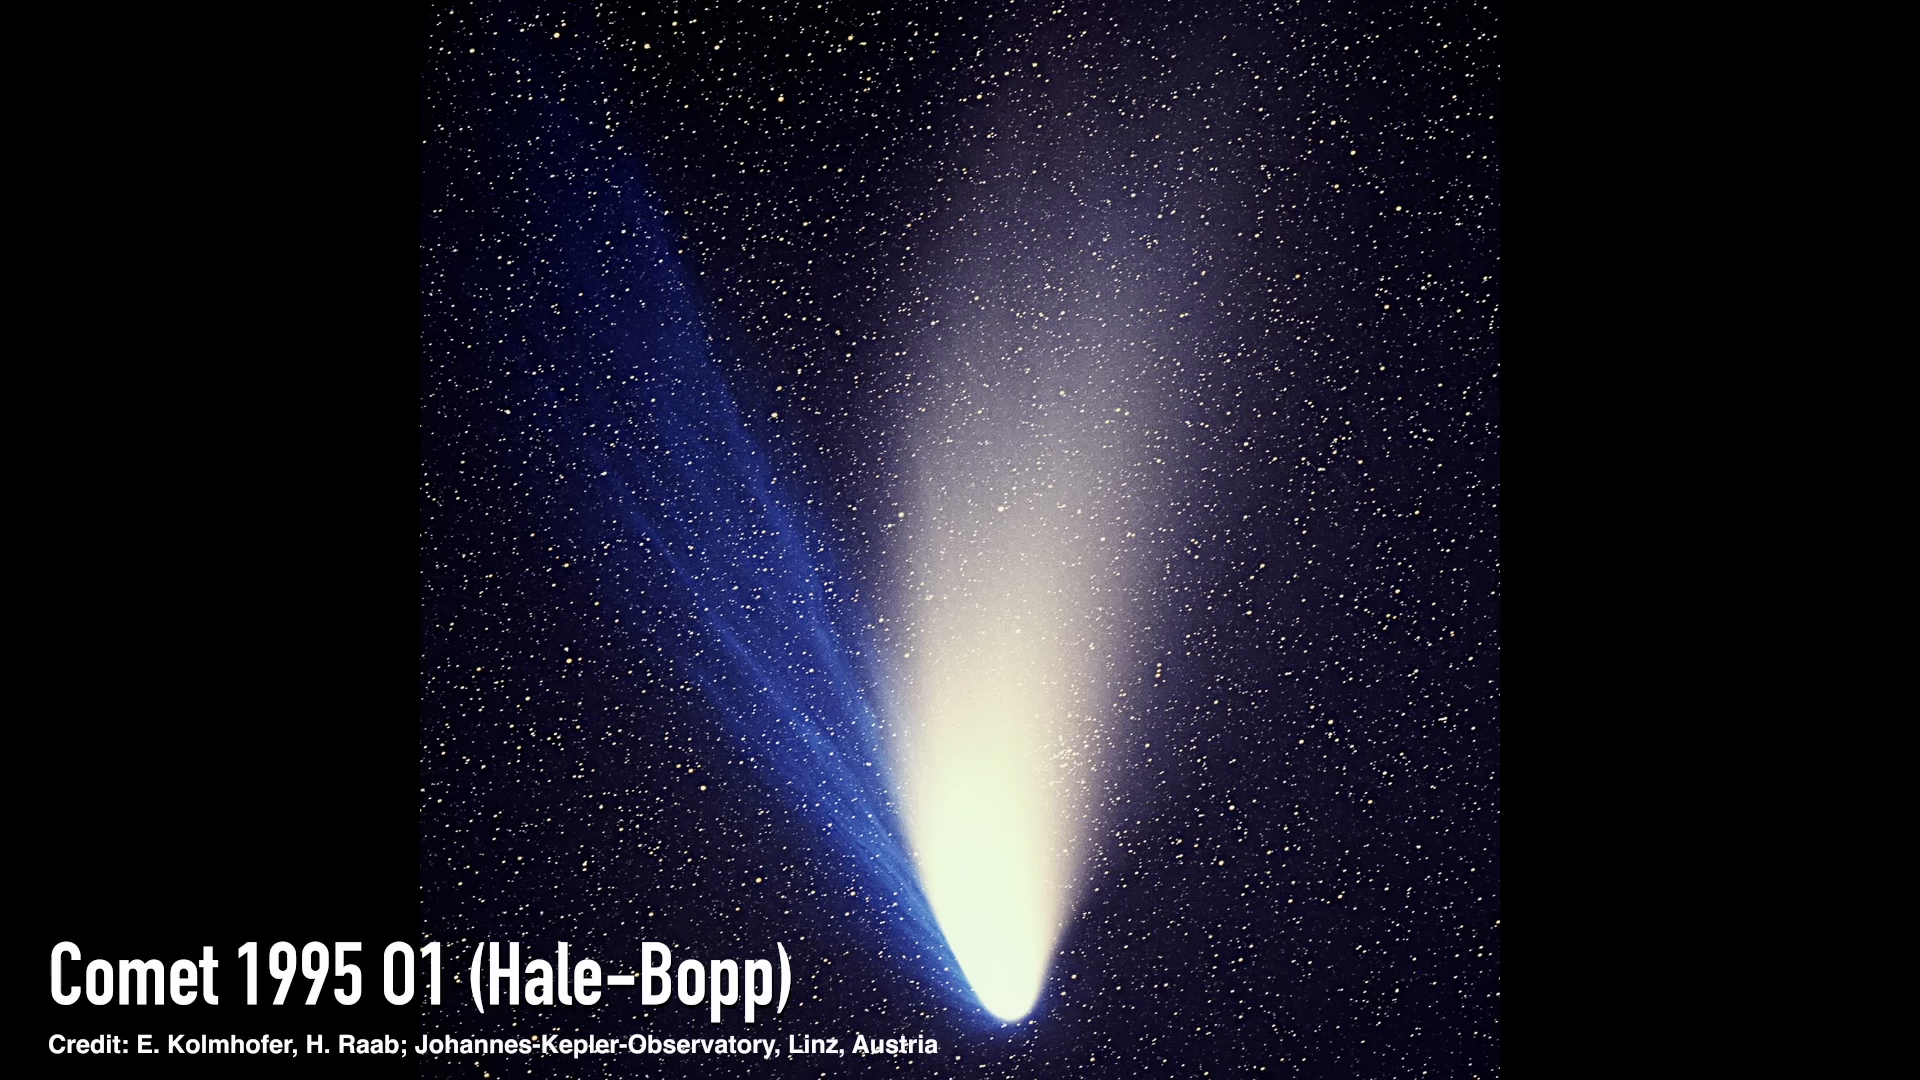 Comet 1995 O1 (Hale-Bopp)
Credit: E. Kolmhofer, H. Raab; Johannes-Kepler-Observatory, Linz, Austria